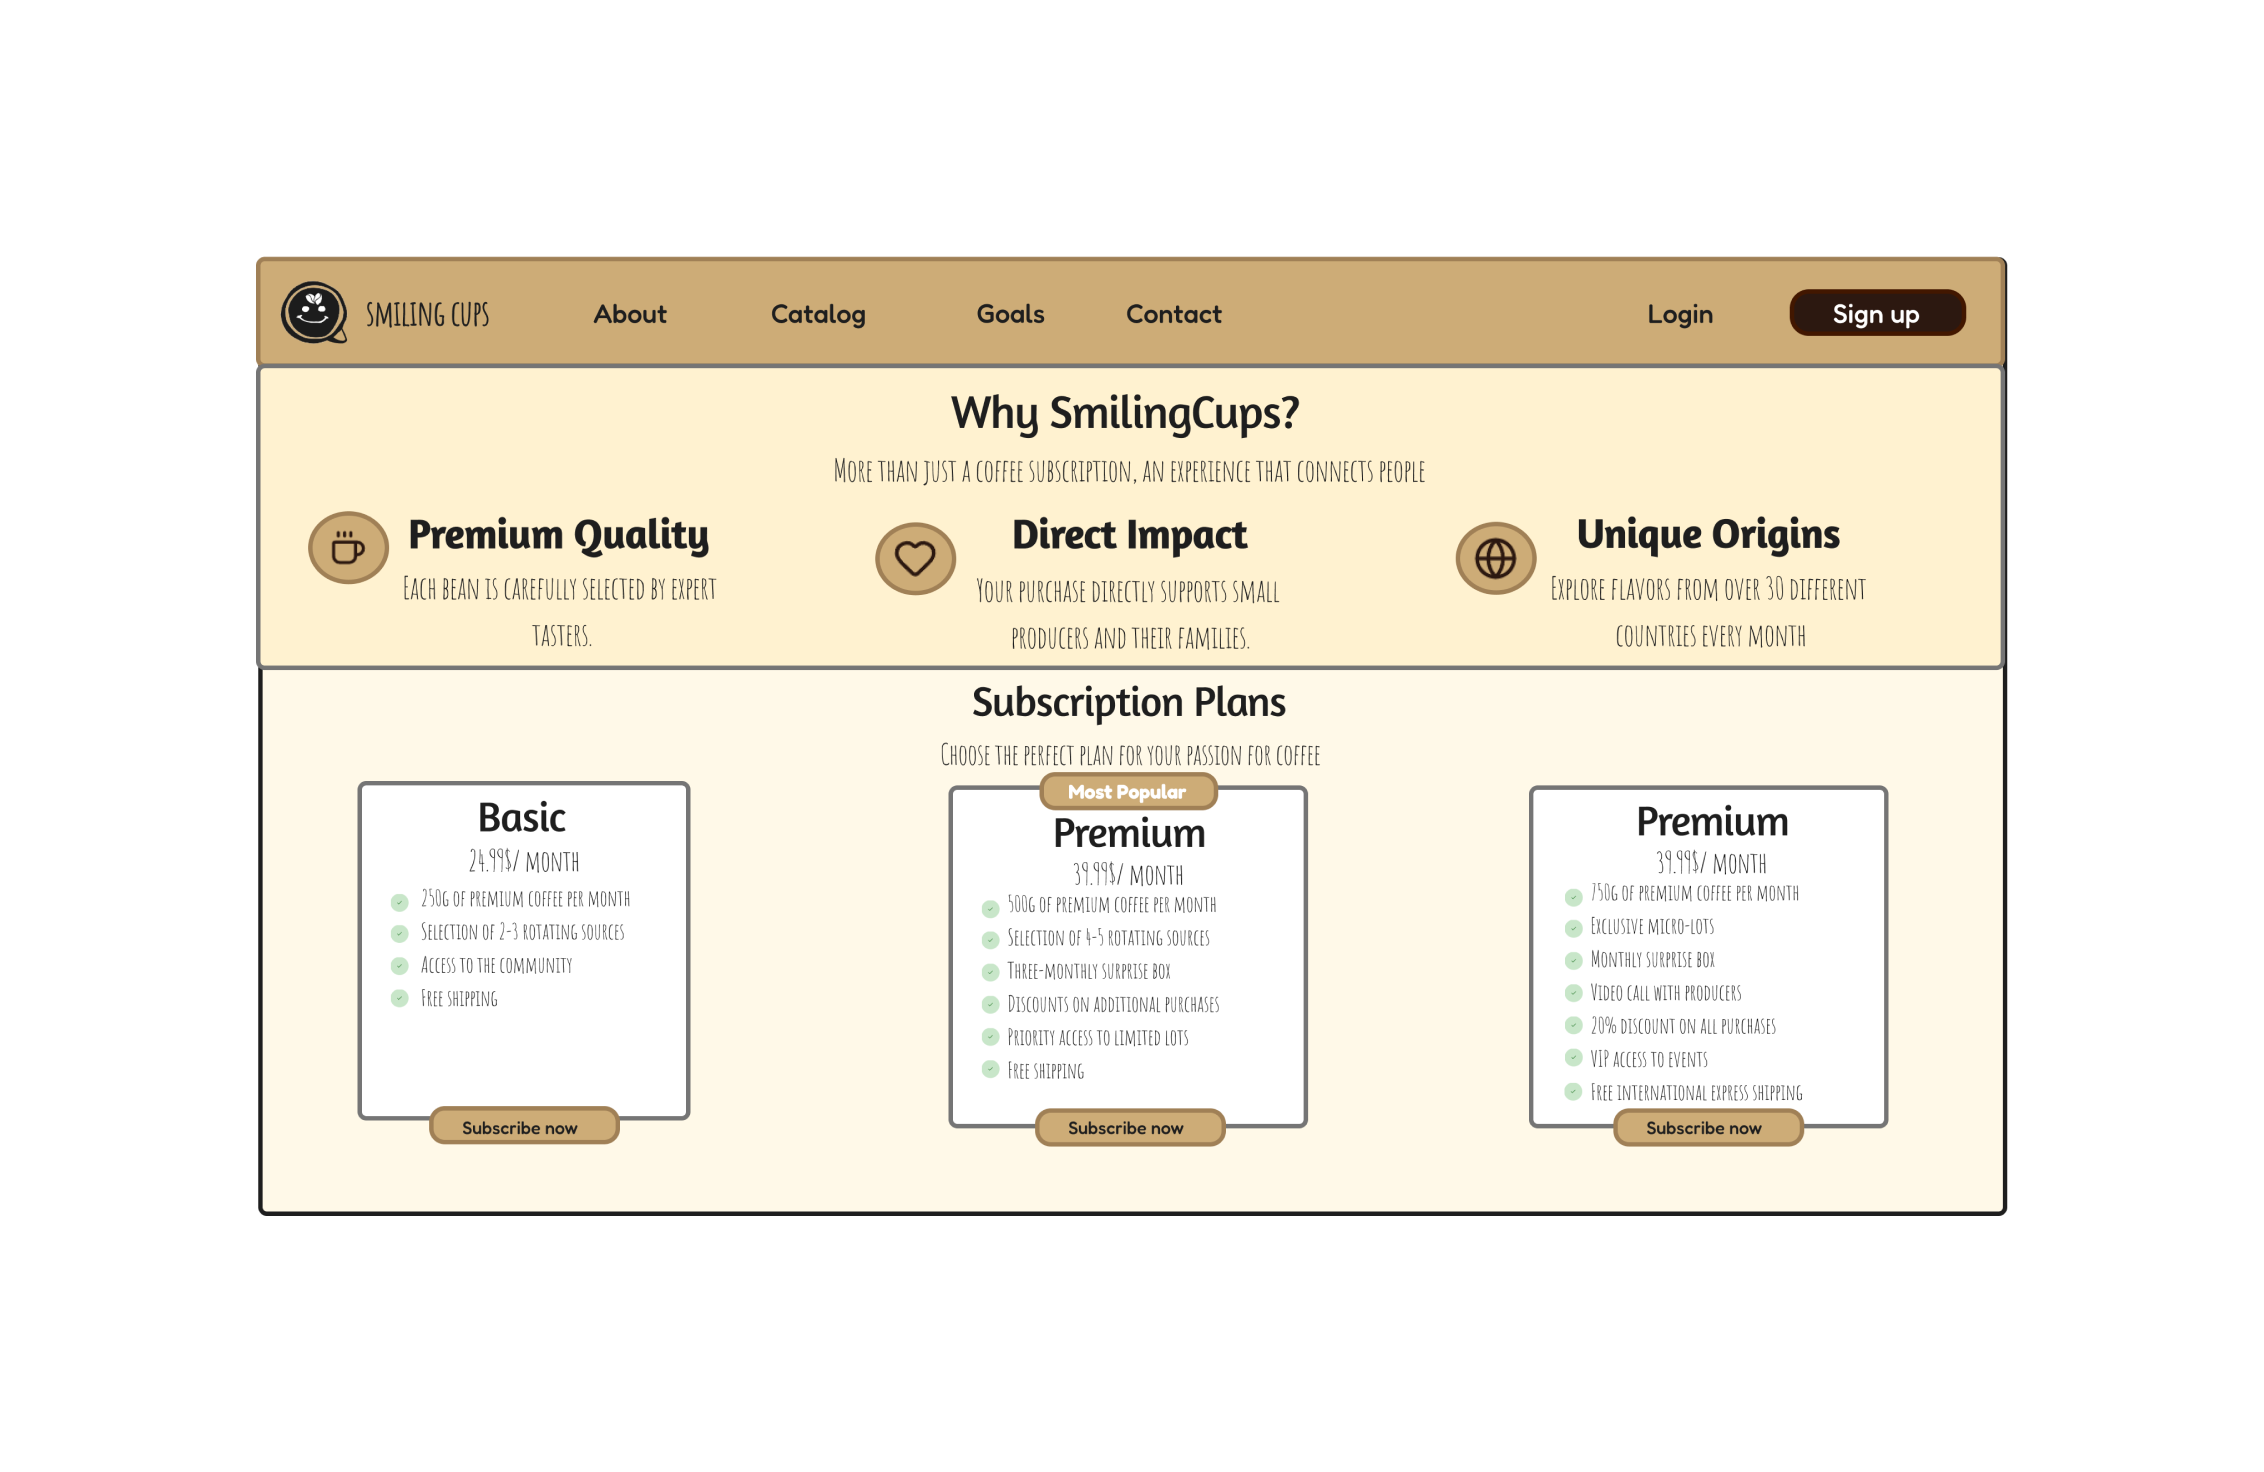 SMILING CUPS
About
Catalog
Goals
Contact
Login
Sign up
Why SmilingCups?
More than just a coffee subscription, an experience that connects people
Premium Quality
Each bean is carefully selected by expert
tasters.
Direct Impact
Your purchase directly supports small
producers and their families.
Unique Origins
Explore flavors from over 30 different
countries every month
Subscription Plans
Choose the perfect plan for your passion for coffee
Basic
24.99$/ month
250g of premium coffee per month
Selection of 2-3 rotating sources
Access to the community
Free shipping
Subscribe now
Most Popular
Premium
39.99$/ month
500g of premium coffee per month
Selection of 4-5 rotating sources
Three-monthly surprise box
Discounts on additional purchases
Priority access to limited lots
Free shipping
Subscribe now
Premium
39.99$/ month
750g of premium coffee per month
Exclusive micro-lots
Monthly surprise box
Video call with producers
20% discount on all purchases
VIP access to events
Free international express shipping
Subscribe now